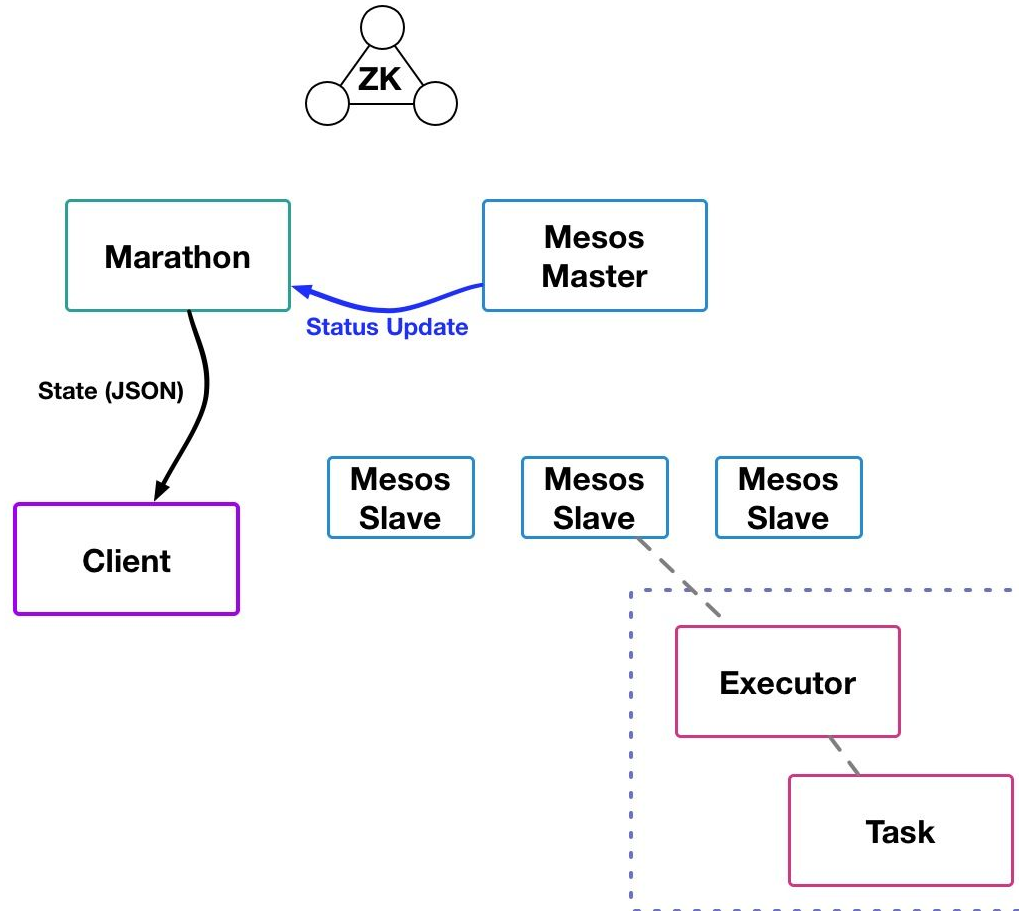 ZK
Marathon
Mesos
Master
Status Update
State (JSON)
Client
Mesos
Slave
Mesos
Slave
Mesos
Slave
Executor
Task